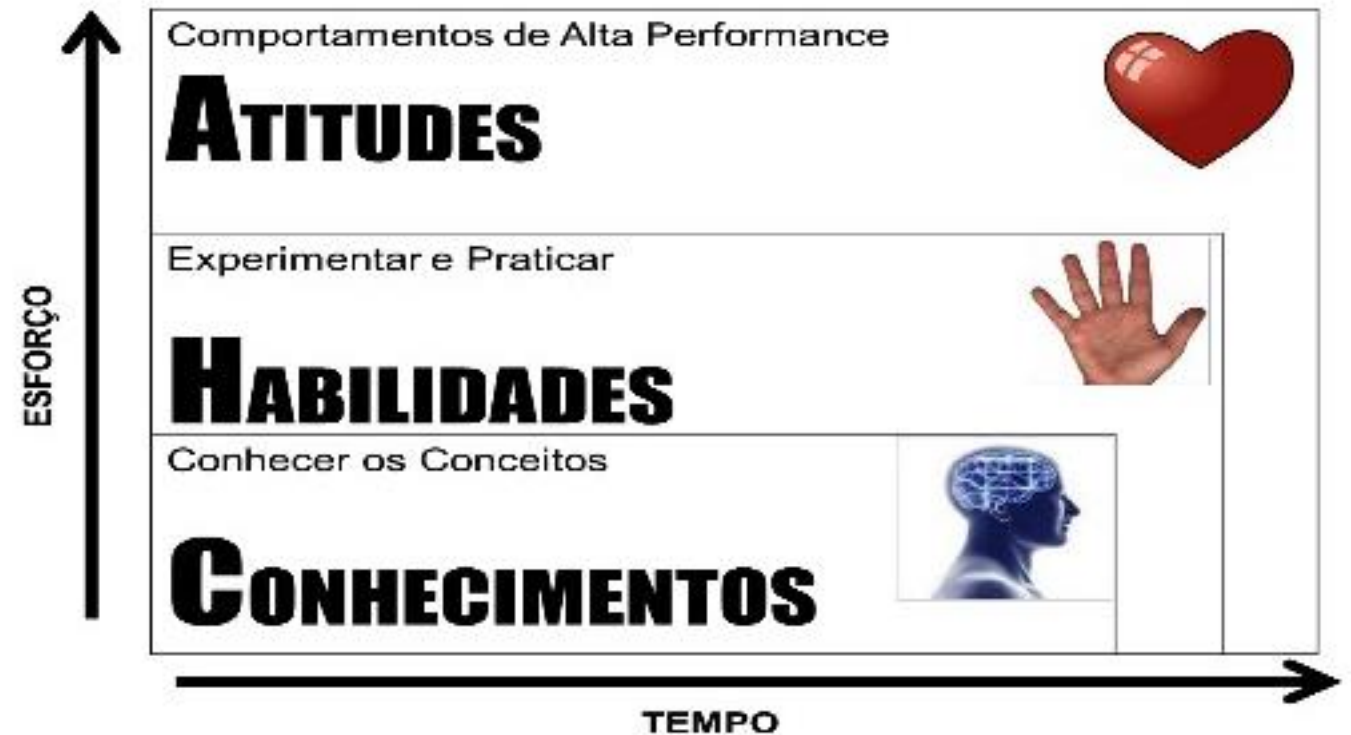 Comportamentos de Alta Performance
ATITUDES
Experimentar e Praticar
HABILIDADES
Conhecer os Conceitos
CONHECIMENTOS
ESFORÇO
TEMPO